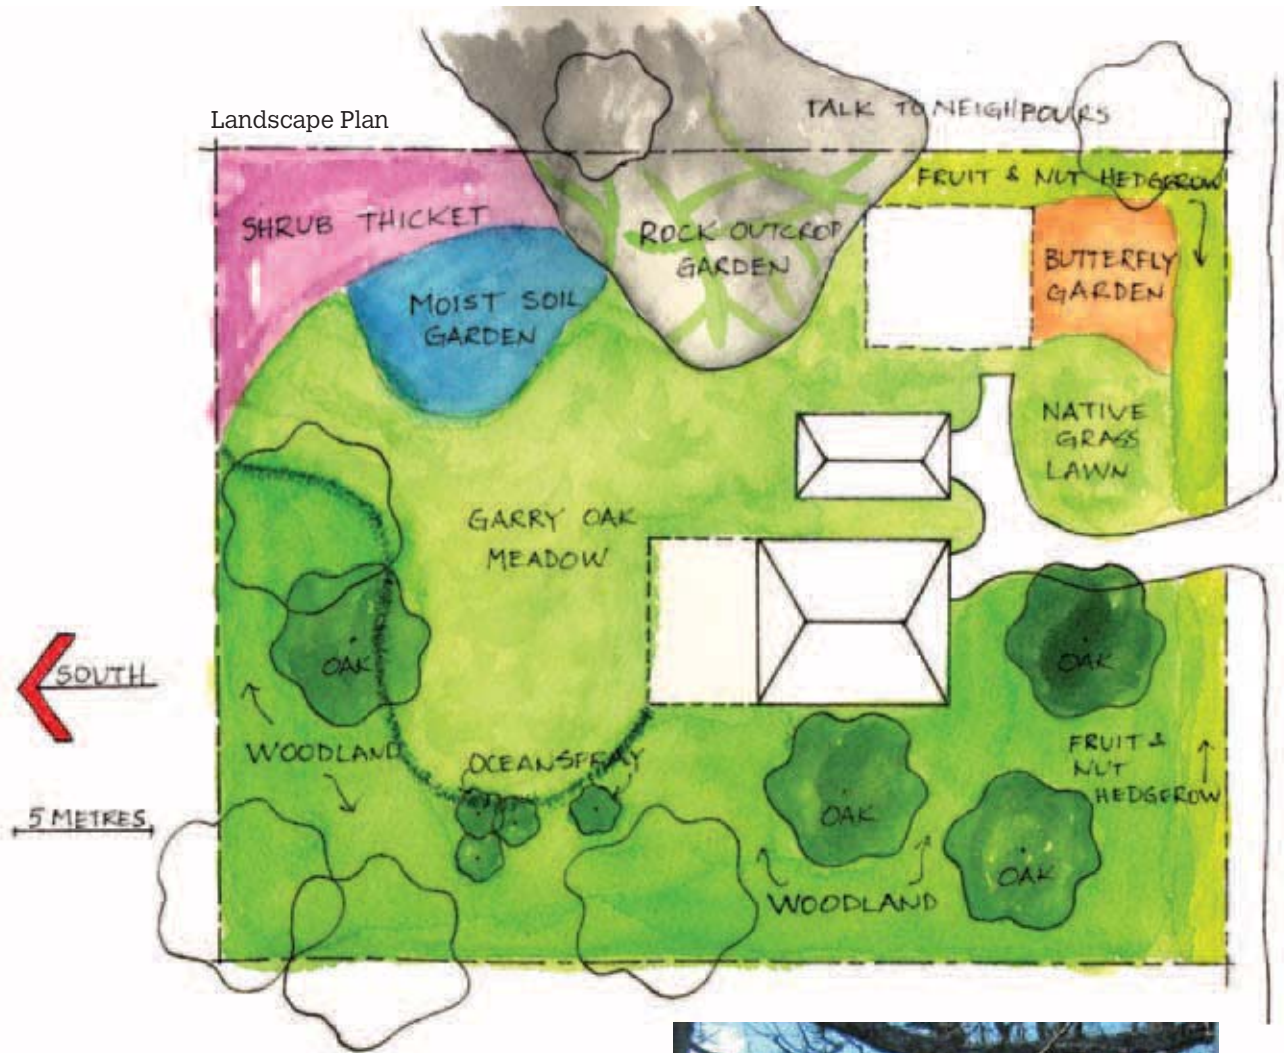 Landscape Plan
TALK TO NEIGHBOURS
FRUIT & NUT HEDGEROW
SHRUB THICKET
ROCK OUTCROP
GARDEN
BUTTERFLY
GARDEN
MOIST SOIL
GARDEN
NATIVE
GRASS
LAWN
GARRY OAK
MEADOW
SOUTH
OAK
OAK
WOODLAND
OCEANSPRAY
FRUIT &
NUT
HEDGEROW
5 METRES
OAK
OAK
WOODLAND